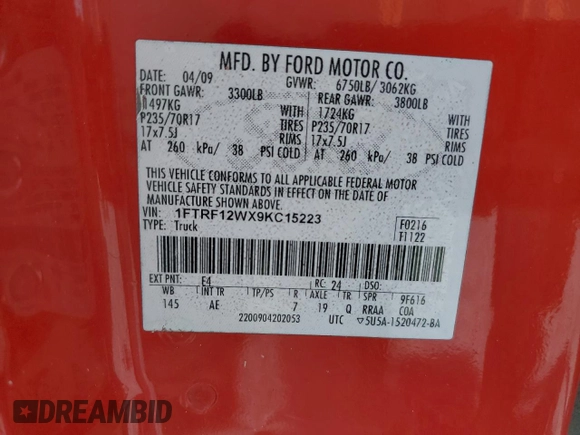 MFD. BY FORD MOTOR CO.
DATE: 04/09 GVWR: 6750LB/ 3062KG
FRONT GAWR: 3300LB REAR GAWR: 3800LB
1497KG WITH 1724KG WITH
P235/70R17 TIRES P235/70R17 TIRES
17x7.5J RIMS 17x7.5J RIMS
AT 260 kPa/ 38 PSI COLD AT 260 kPa/ 38 PSI COLD
THIS VEHICLE CONFORMS TO ALL APPLICABLE FEDERAL MOTOR
VEHICLE SAFETY STANDARDS IN EFFECT ON THE DATE OF
MANUFACTURE SHOWN ABOVE.
VIN: 1FTRF12WX9KC15223
TYPE: Truck
F0216
F1122
EXT PNT: E4 RC: 24 DSO:
WB INT TR TP/PS R AXLE TR SPR 9F616
145 AE 7 19 Q RRAA COA
2200904202053 UTC ▽5U5A-1520472-BA
DREAMBID